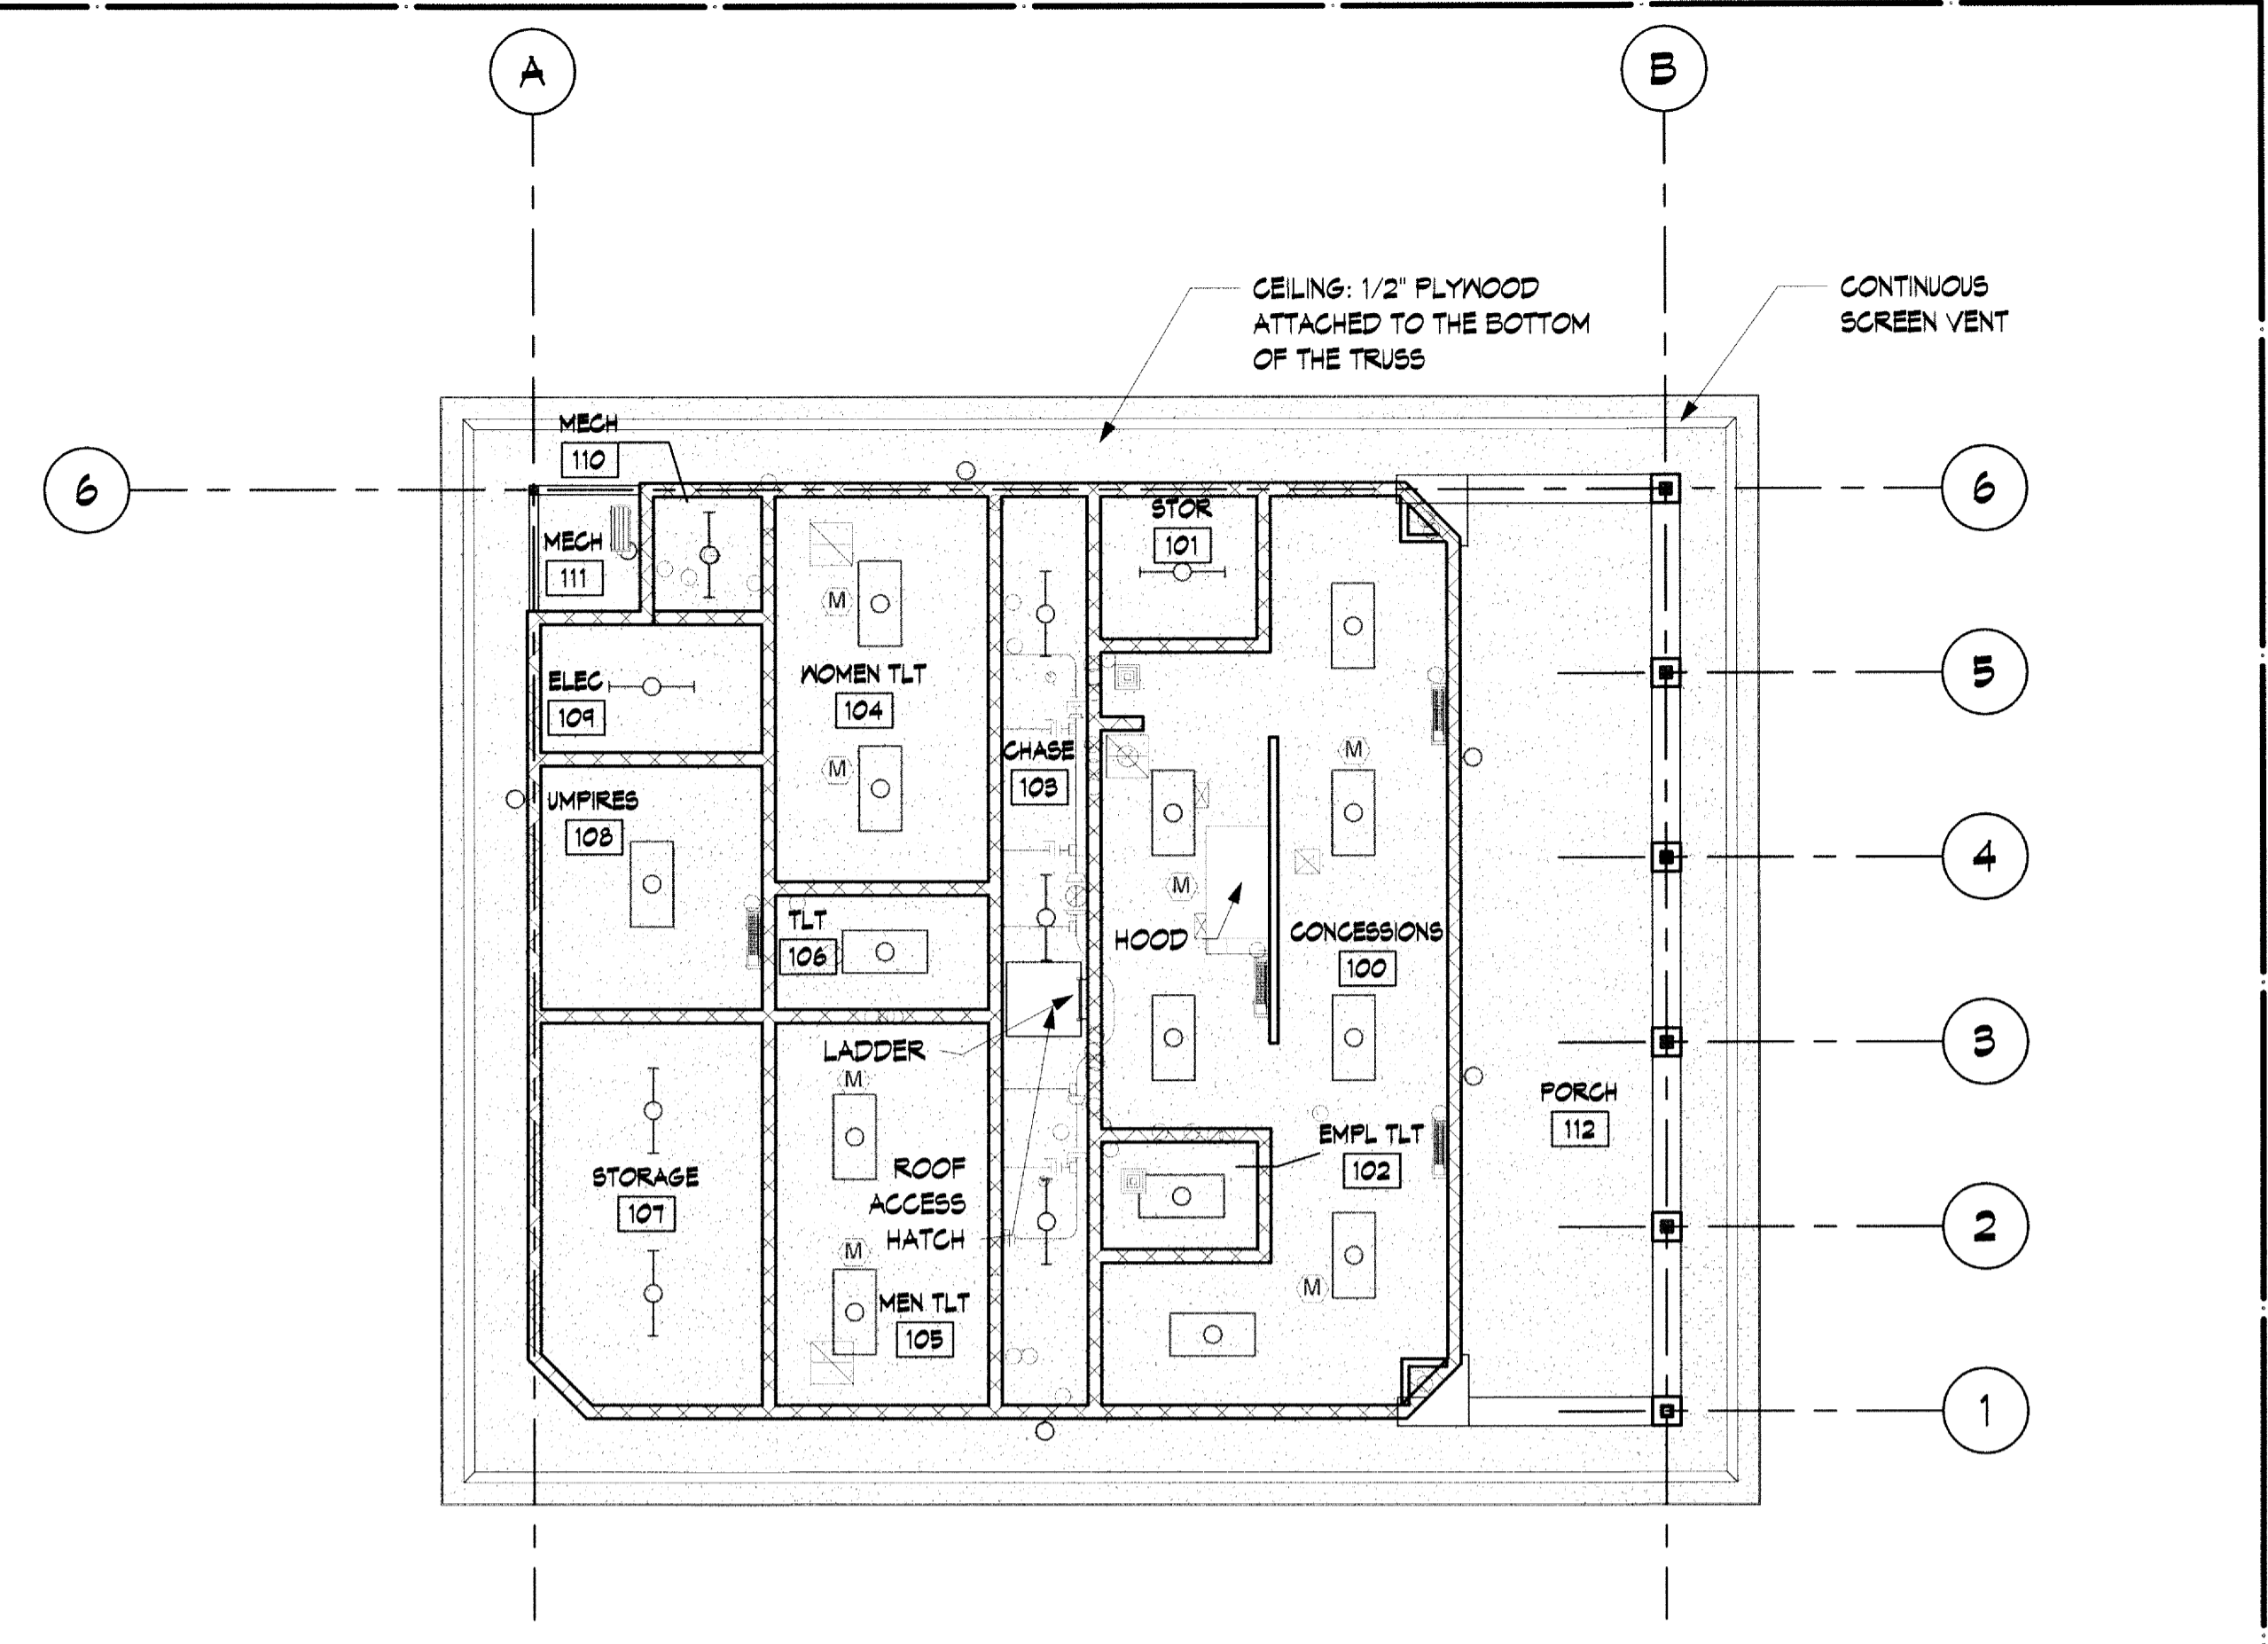 A
B
CEILING: 1/2" PLYWOOD
ATTACHED TO THE BOTTOM
OF THE TRUSS
CONTINUOUS
SCREEN VENT
6
6
MECH
110
MECH
111
STOR
101
M
WOMEN TLT
104
M
ELEC
109
5
CHASE
103
M
UMPIRES
108
4
M
HOOD
CONCESSIONS
100
TLT
106
LADDER
3
M
PORCH
112
EMPL TLT
102
ROOF
ACCESS
HATCH
STORAGE
107
M
2
M
MEN TLT
105
1